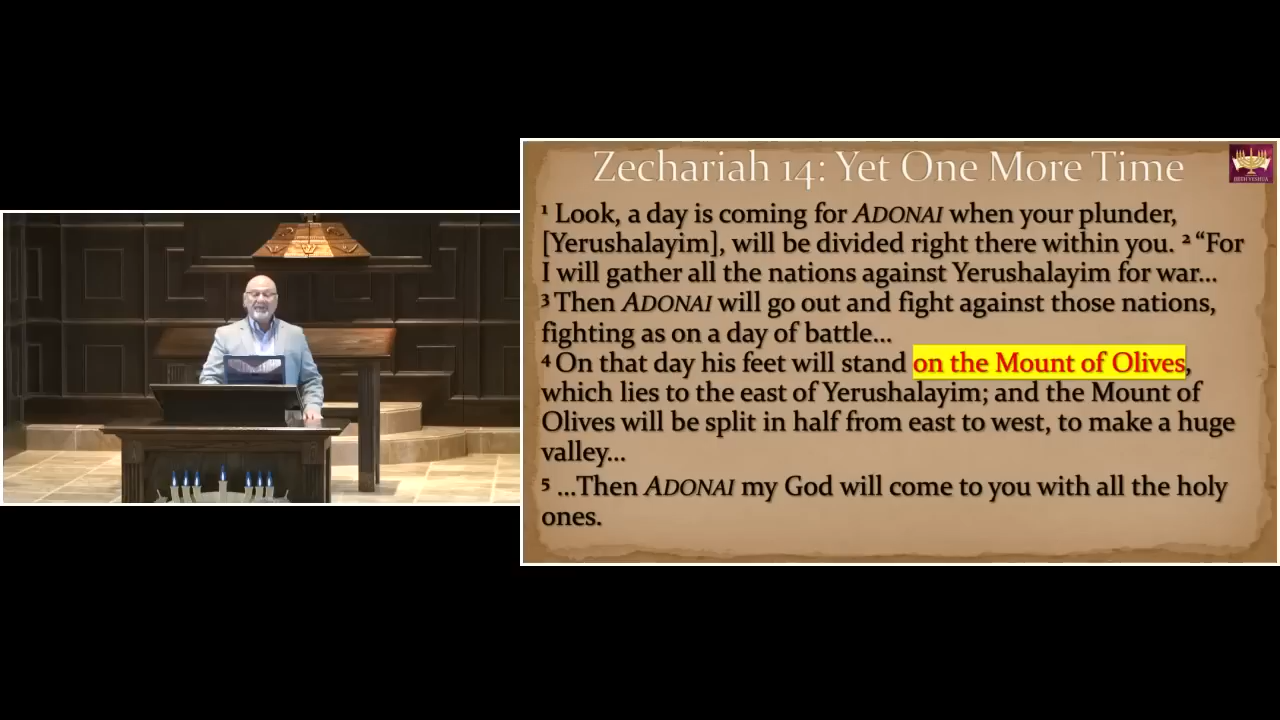 Zechariah 14: Yet One More Time
BETH YESHUA
¹ Look, a day is coming for ADONAI when your plunder,
[Yerushalayim], will be divided right there within you. ² “For
I will gather all the nations against Yerushalayim for war...
³ Then ADONAI will go out and fight against those nations,
fighting as on a day of battle...
⁴ On that day his feet will stand on the Mount of Olives,
which lies to the east of Yerushalayim; and the Mount of
Olives will be split in half from east to west, to make a huge
valley...
⁵ ...Then ADONAI my God will come to you with all the holy
ones.